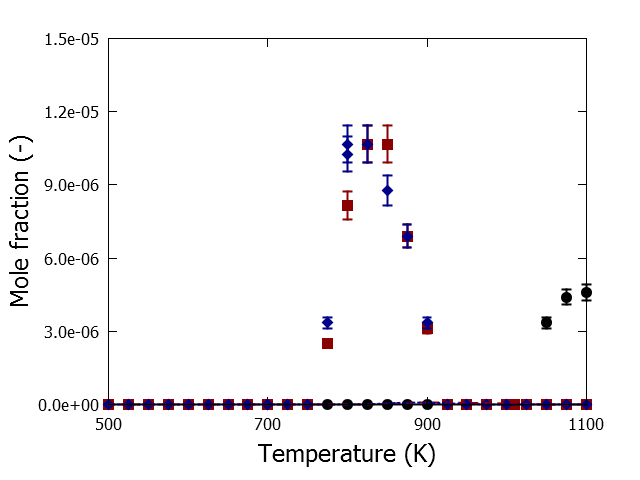 1.5e-05
1.2e-05
9.0e-06
6.0e-06
3.0e-06
0.0e+00
Mole fraction (-)
500 700 900 1100
Temperature (K)